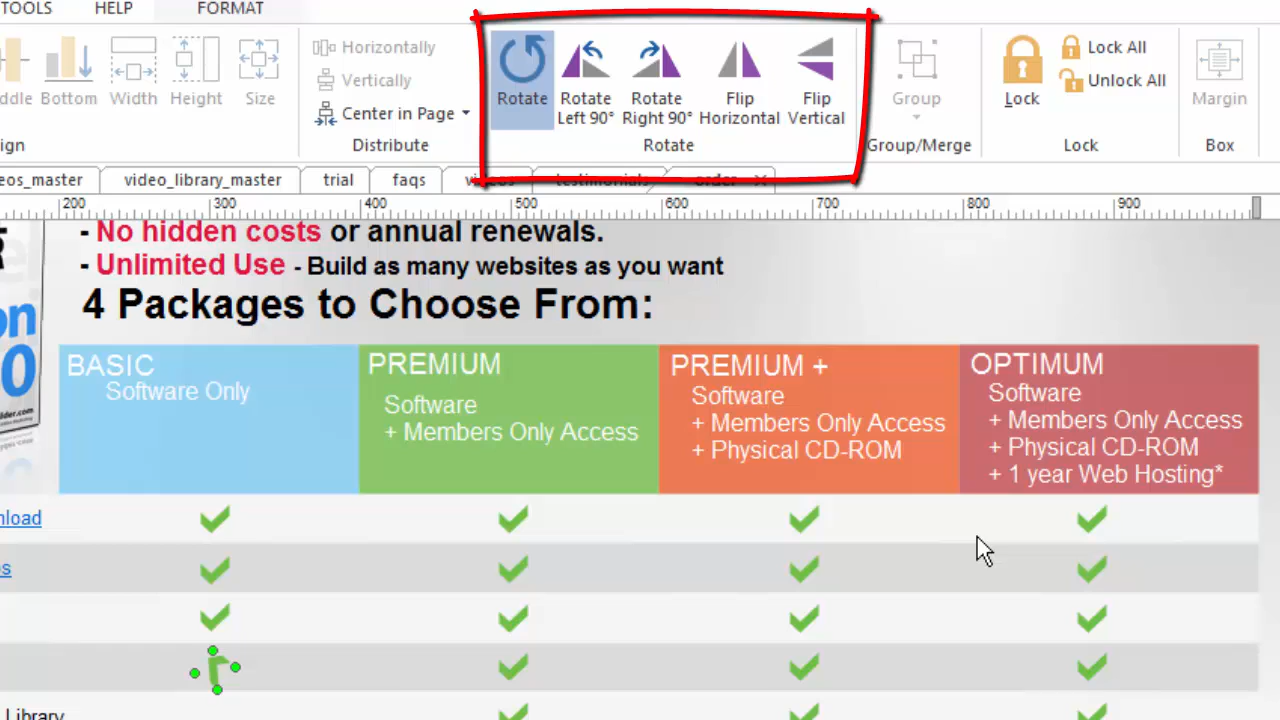 TOOLS HELP FORMAT
Horizontally
Vertically
Center in Page
Bottom Width Height Size
Distribute
Rotate
Rotate Left 90°
Rotate Right 90°
Flip Horizontal
Flip Vertical
Rotate
Group
Group/Merge
Lock
Lock All
Unlock All
Lock
Margin
Box
eos_master video_library_master trial faqs videos testimonials order
200 300 400 500 600 700 800 900
- No hidden costs or annual renewals.
- Unlimited Use - Build as many websites as you want
4 Packages to Choose From:
BASIC
Software Only
PREMIUM
Software
+ Members Only Access
PREMIUM +
Software
+ Members Only Access
+ Physical CD-ROM
OPTIMUM
Software
+ Members Only Access
+ Physical CD-ROM
+ 1 year Web Hosting*
nload
os
Library